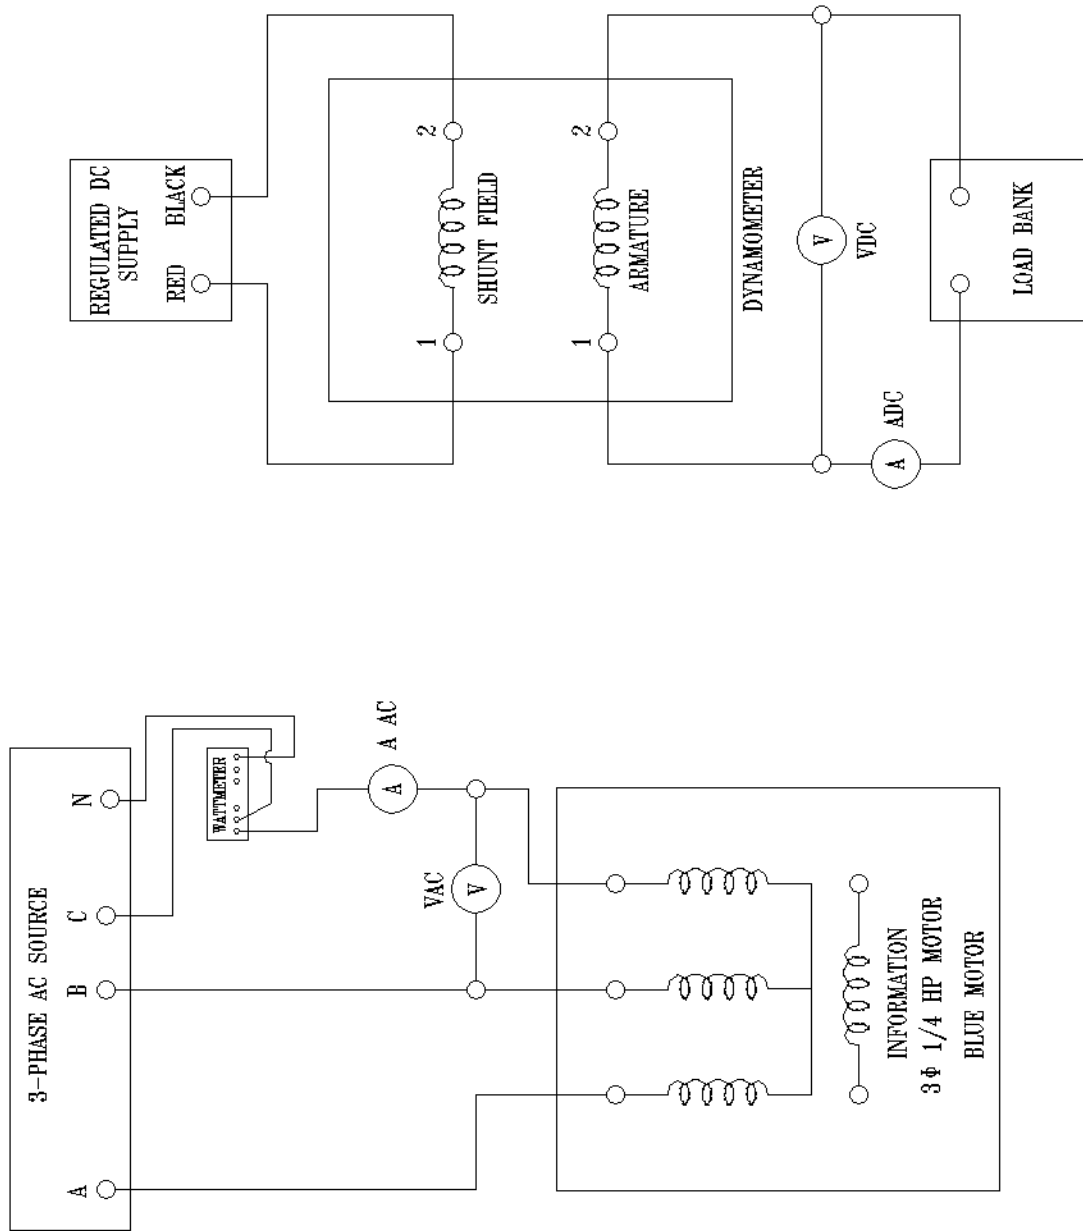 3-PHASE AC SOURCE
A
B
C
N
WATTMETER
VAC
V
A
A AC
INFORMATION
3Φ 1/4 HP MOTOR
BLUE MOTOR
REGULATED DC
SUPPLY
RED
BLACK
1
2
SHUNT FIELD
1
2
ARMATURE
DYNAMOMETER
V
VDC
A
ADC
LOAD BANK